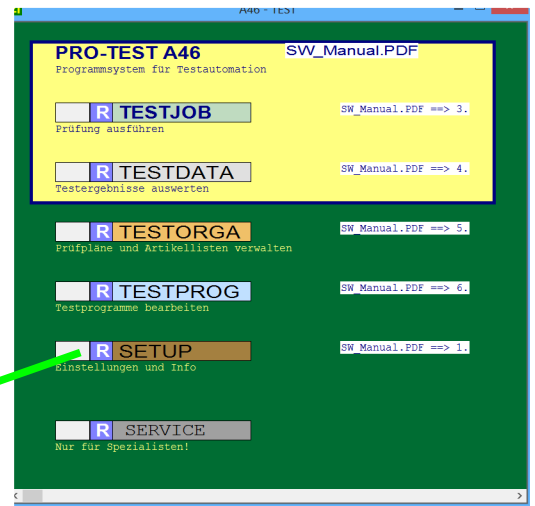 A46 - TEST
PRO-TEST A46 SW_Manual.PDF
Programmsystem für Testautomation
R TESTJOB SW_Manual.PDF ==> 3.
Prüfung ausführen
R TESTDATA SW_Manual.PDF ==> 4.
Testergebnisse auswerten
R TESTORGA SW_Manual.PDF ==> 5.
Prüfpläne und Artikellisten verwalten
R TESTPROG SW_Manual.PDF ==> 6.
Testprogramme bearbeiten
R SETUP SW_Manual.PDF ==> 1.
Einstellungen und Info
R SERVICE
Nur für Spezialisten!